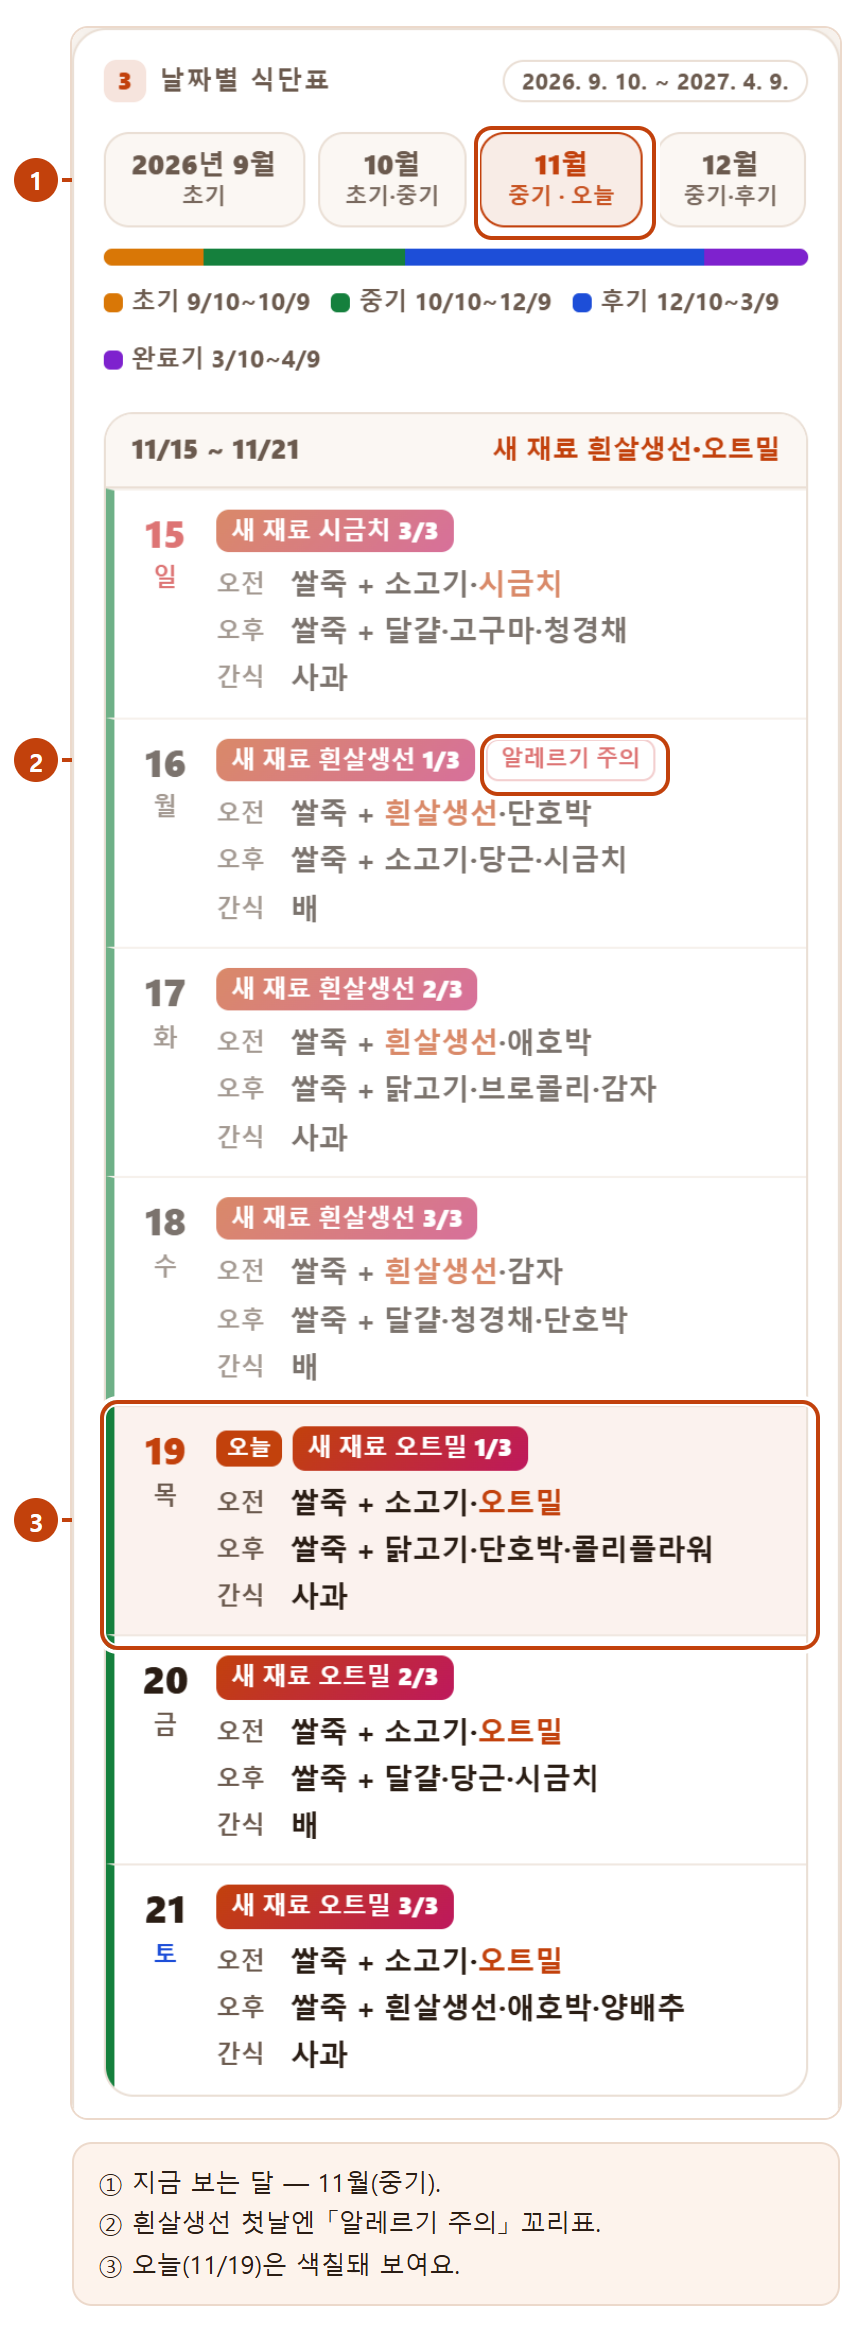 3 날짜별 식단표
2026. 9. 10. ~ 2027. 4. 9.
1
2026년 9월
초기
10월
초기·중기
11월
중기 · 오늘
12월
중기·후기
초기 9/10~10/9 중기 10/10~12/9 후기 12/10~3/9
완료기 3/10~4/9
11/15 ~ 11/21 새 재료 흰살생선·오트밀
15 새 재료 시금치 3/3
일
오전 쌀죽 + 소고기·시금치
오후 쌀죽 + 달걀·고구마·청경채
간식 사과
2
16 새 재료 흰살생선 1/3 알레르기 주의
월
오전 쌀죽 + 흰살생선·단호박
오후 쌀죽 + 소고기·당근·시금치
간식 배
17 새 재료 흰살생선 2/3
화
오전 쌀죽 + 흰살생선·애호박
오후 쌀죽 + 닭고기·브로콜리·감자
간식 사과
18 새 재료 흰살생선 3/3
수
오전 쌀죽 + 흰살생선·감자
오후 쌀죽 + 달걀·청경채·단호박
간식 배
3
19 오늘 새 재료 오트밀 1/3
목
오전 쌀죽 + 소고기·오트밀
오후 쌀죽 + 닭고기·단호박·콜리플라워
간식 사과
20 새 재료 오트밀 2/3
금
오전 쌀죽 + 소고기·오트밀
오후 쌀죽 + 달걀·당근·시금치
간식 배
21 새 재료 오트밀 3/3
토
오전 쌀죽 + 소고기·오트밀
오후 쌀죽 + 흰살생선·애호박·양배추
간식 사과
① 지금 보는 달 — 11월(중기).
② 흰살생선 첫날엔 「알레르기 주의」 꼬리표.
③ 오늘(11/19)은 색칠돼 보여요.